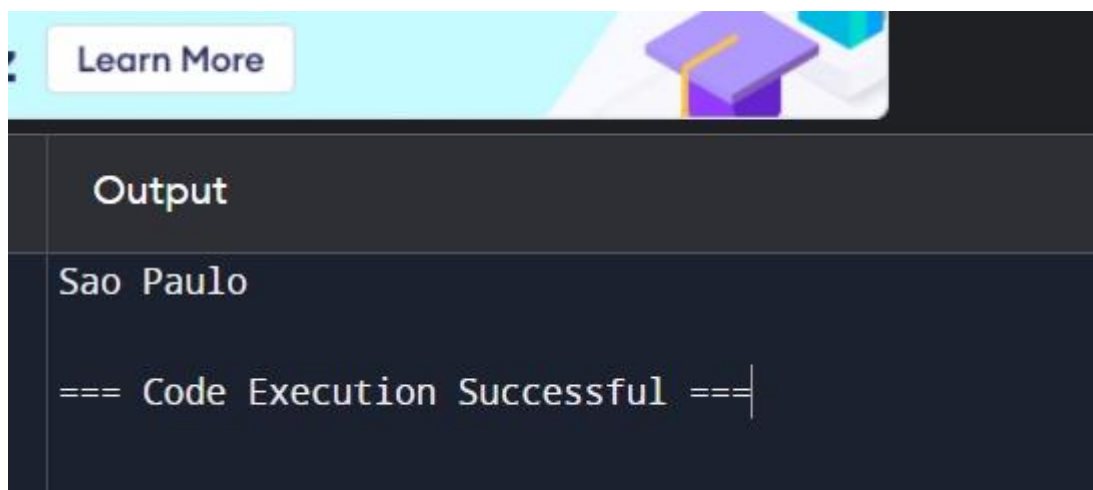 Learn More
Output
Sao Paulo
=== Code Execution Successful ===